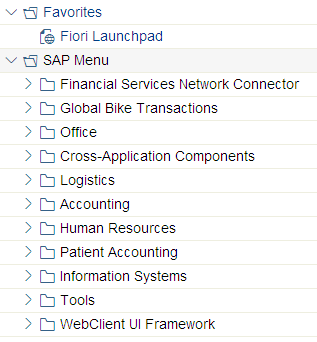 Favorites
Fiori Launchpad
SAP Menu
Financial Services Network Connector
Global Bike Transactions
Office
Cross-Application Components
Logistics
Accounting
Human Resources
Patient Accounting
Information Systems
Tools
WebClient UI Framework